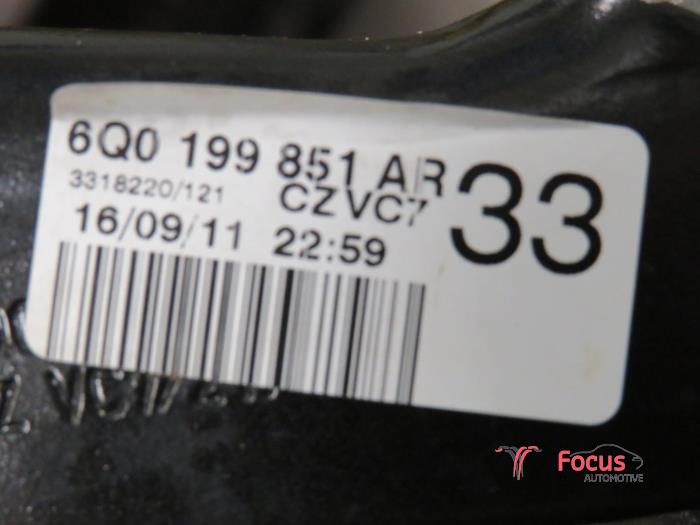 6Q0 199 851 AR
33
3318220/121
CZVC7
16/09/11 22:59
Focus
AUTOMOTIVE